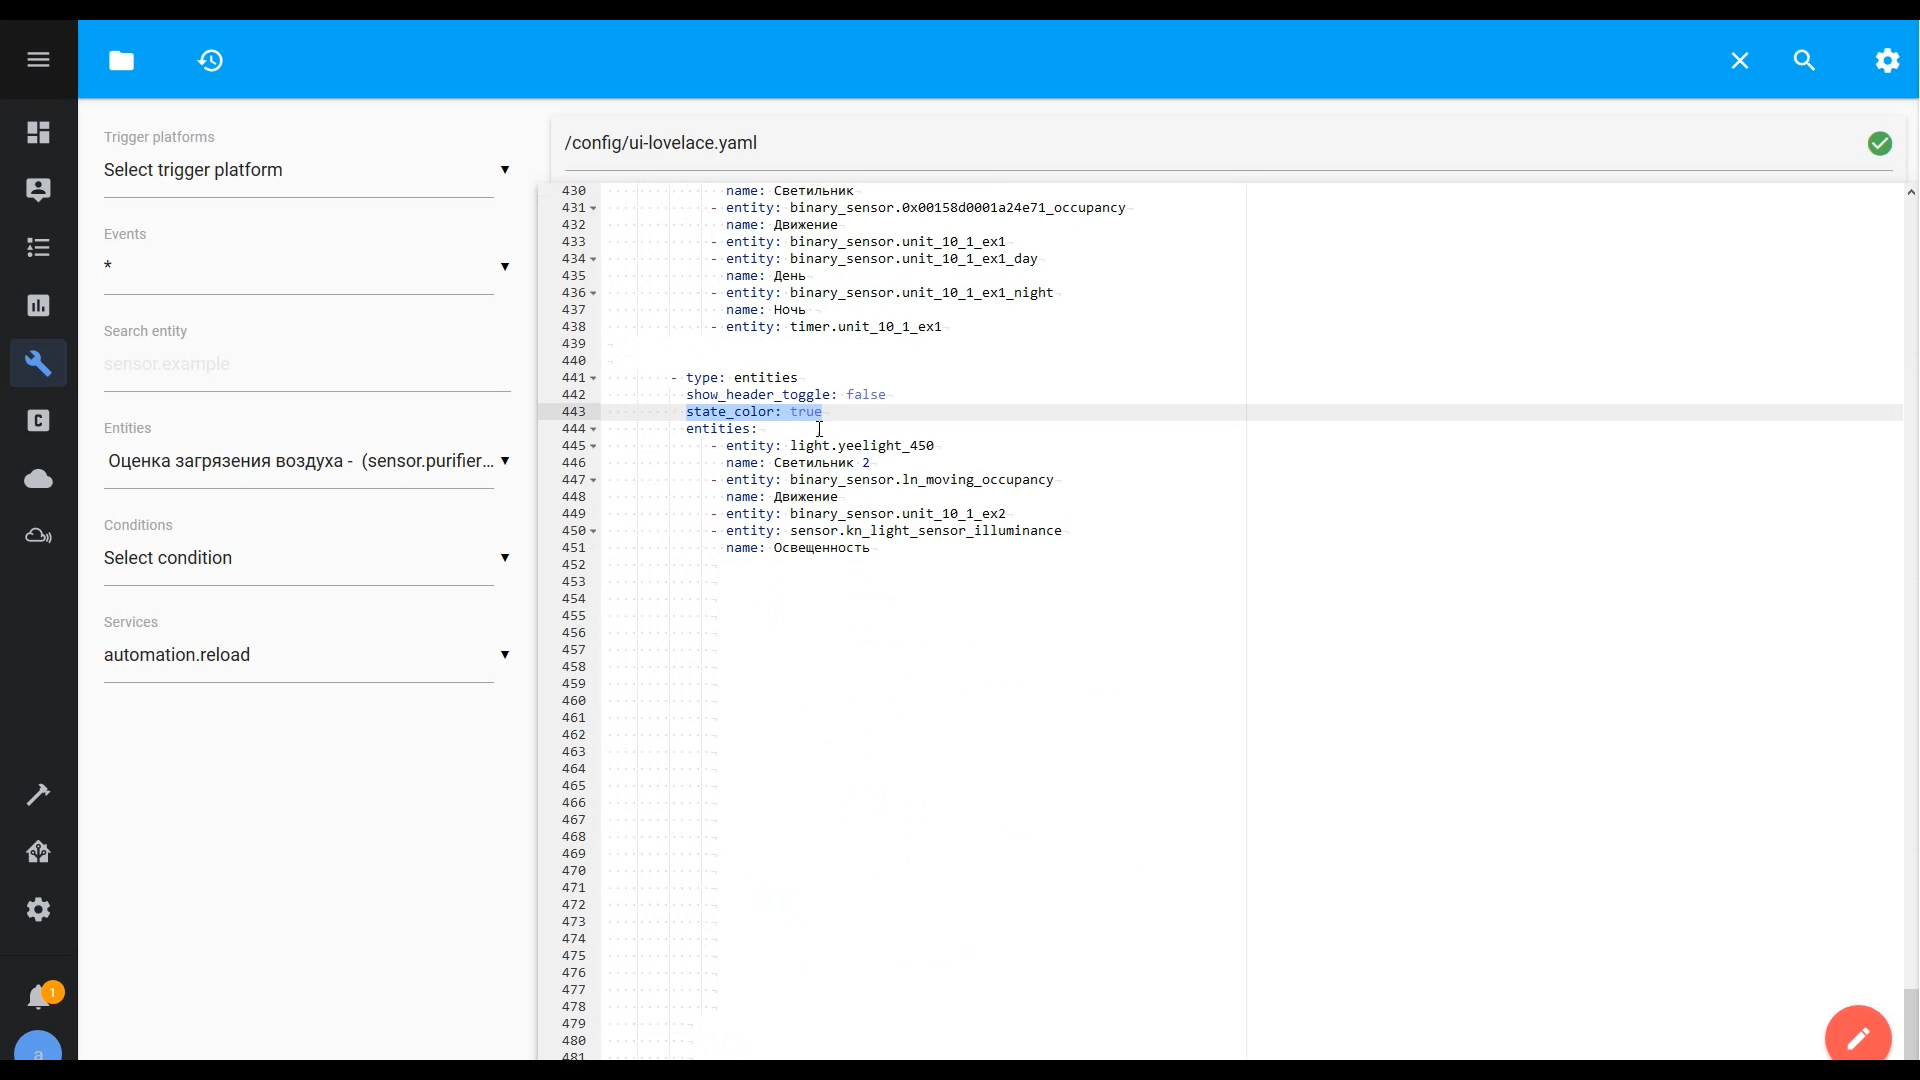 /config/ui-lovelace.yaml
Trigger platforms
Select trigger platform
Events
*
Search entity
sensor.example
Entities
Оценка загрязения воздуха - (sensor.purifier...
Conditions
Select condition
Services
automation.reload
430 name: Светильник
431 - entity: binary_sensor.0x00158d0001a24e71_occupancy
432 name: Движение
433 - entity: binary_sensor.unit_10_1_ex1
434 - entity: binary_sensor.unit_10_1_ex1_day
435 name: День
436 - entity: binary_sensor.unit_10_1_ex1_night
437 name: Ночь
438 - entity: timer.unit_10_1_ex1
439
440
441 - type: entities
442 show_header_toggle: false
443 state_color: true
444 entities:
445 - entity: light.yeelight_450
446 name: Светильник 2
447 - entity: binary_sensor.ln_moving_occupancy
448 name: Движение
449 - entity: binary_sensor.unit_10_1_ex2
450 - entity: sensor.kn_light_sensor_illuminance
451 name: Освещенность
452
453
454
455
456
457
458
459
460
461
462
463
464
465
466
467
468
469
470
471
472
473
474
475
476
477
478
479
480
481
C
1
a